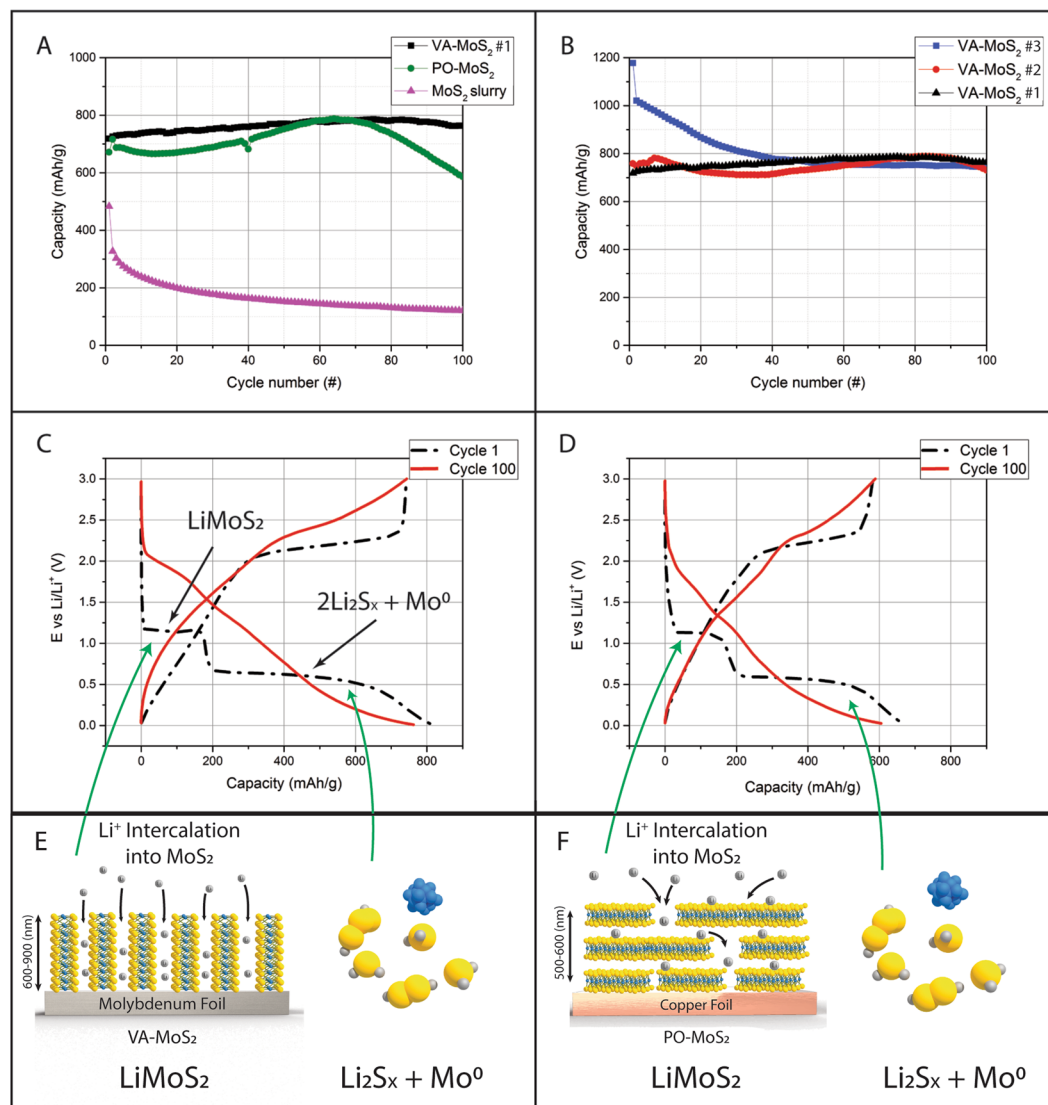 A
VA-MoS₂ #1
PO-MoS₂
MoS₂ slurry
1000
800
600
400
200
0
Capacity (mAh/g)
0 20 40 60 80 100
Cycle number (#)
B
VA-MoS₂ #3
VA-MoS₂ #2
VA-MoS₂ #1
1200
1000
800
600
400
200
0
Capacity (mAh/g)
0 20 40 60 80 100
Cycle number (#)
C
Cycle 1
Cycle 100
3.0
2.5
2.0
1.5
1.0
0.5
0.0
E vs Li/Li⁺ (V)
LiMoS₂
2Li₂Sₓ + Mo⁰
0 200 400 600 800
Capacity (mAh/g)
D
Cycle 1
Cycle 100
3.0
2.5
2.0
1.5
1.0
0.5
0.0
E vs Li/Li⁺ (V)
0 200 400 600 800
Capacity (mAh/g)
E
Li⁺ Intercalation
into MoS₂
600-900 (nm)
Molybdenum Foil
VA-MoS₂
LiMoS₂
Li₂Sₓ + Mo⁰
F
Li⁺ Intercalation
into MoS₂
500-600 (nm)
Copper Foil
PO-MoS₂
LiMoS₂
Li₂Sₓ + Mo⁰